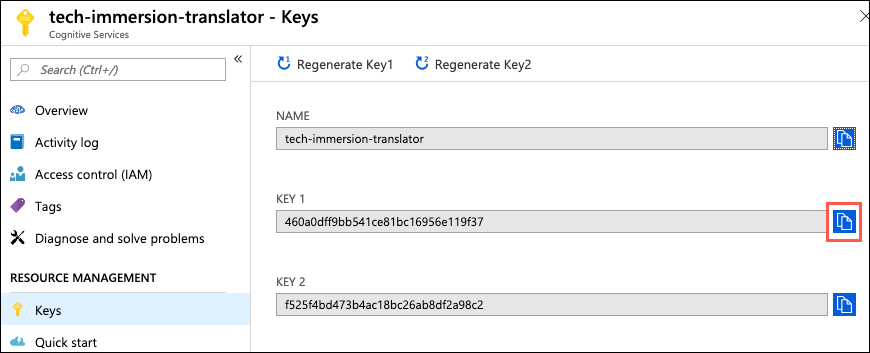 tech-immersion-translator - Keys
Cognitive Services
Search (Ctrl+/)
Overview
Activity log
Access control (IAM)
Tags
Diagnose and solve problems
RESOURCE MANAGEMENT
Keys
Quick start
1 Regenerate Key1 2 Regenerate Key2
NAME
tech-immersion-translator
KEY 1
460a0dff9bb541ce81bc16956e119f37
KEY 2
f525f4bd473b4ac18bc26ab8df2a98c2